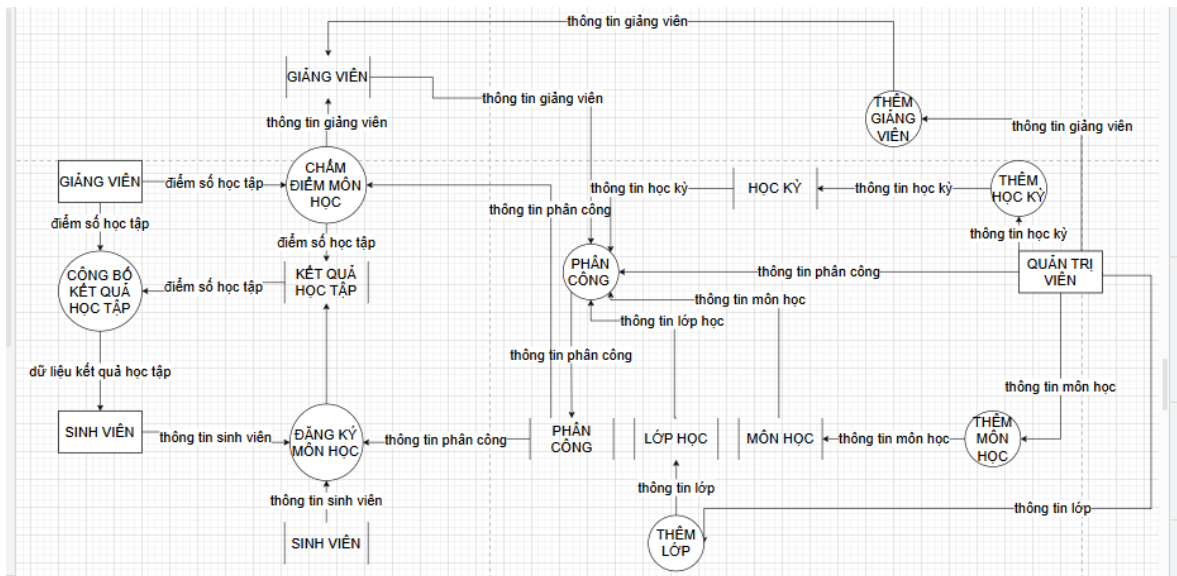 thông tin giảng viên
GIẢNG VIÊN
thông tin giảng viên
THÊM
GIẢNG
VIÊN
thông tin giảng viên
thông tin giảng viên
GIẢNG VIÊN
điểm số học tập
CHẤM
ĐIỂM MÔN
HỌC
thông tin học kỳ
HỌC KỲ
thông tin học kỳ
THÊM
HỌC KỲ
thông tin phân công
điểm số học tập
điểm số học tập
thông tin học kỳ
CÔNG BỐ
KẾT QUẢ
HỌC TẬP
điểm số học tập
KẾT QUẢ
HỌC TẬP
PHÂN
CÔNG
thông tin phân công
QUẢN TRỊ
VIÊN
thông tin môn học
thông tin lớp học
thông tin phân công
dữ liệu kết quả học tập
thông tin môn học
SINH VIÊN
thông tin sinh viên
ĐĂNG KÝ
MÔN HỌC
thông tin phân công
PHÂN
CÔNG
LỚP HỌC
MÔN HỌC
thông tin môn học
THÊM
MÔN
HỌC
thông tin sinh viên
thông tin lớp
thông tin lớp
SINH VIÊN
THÊM
LỚP